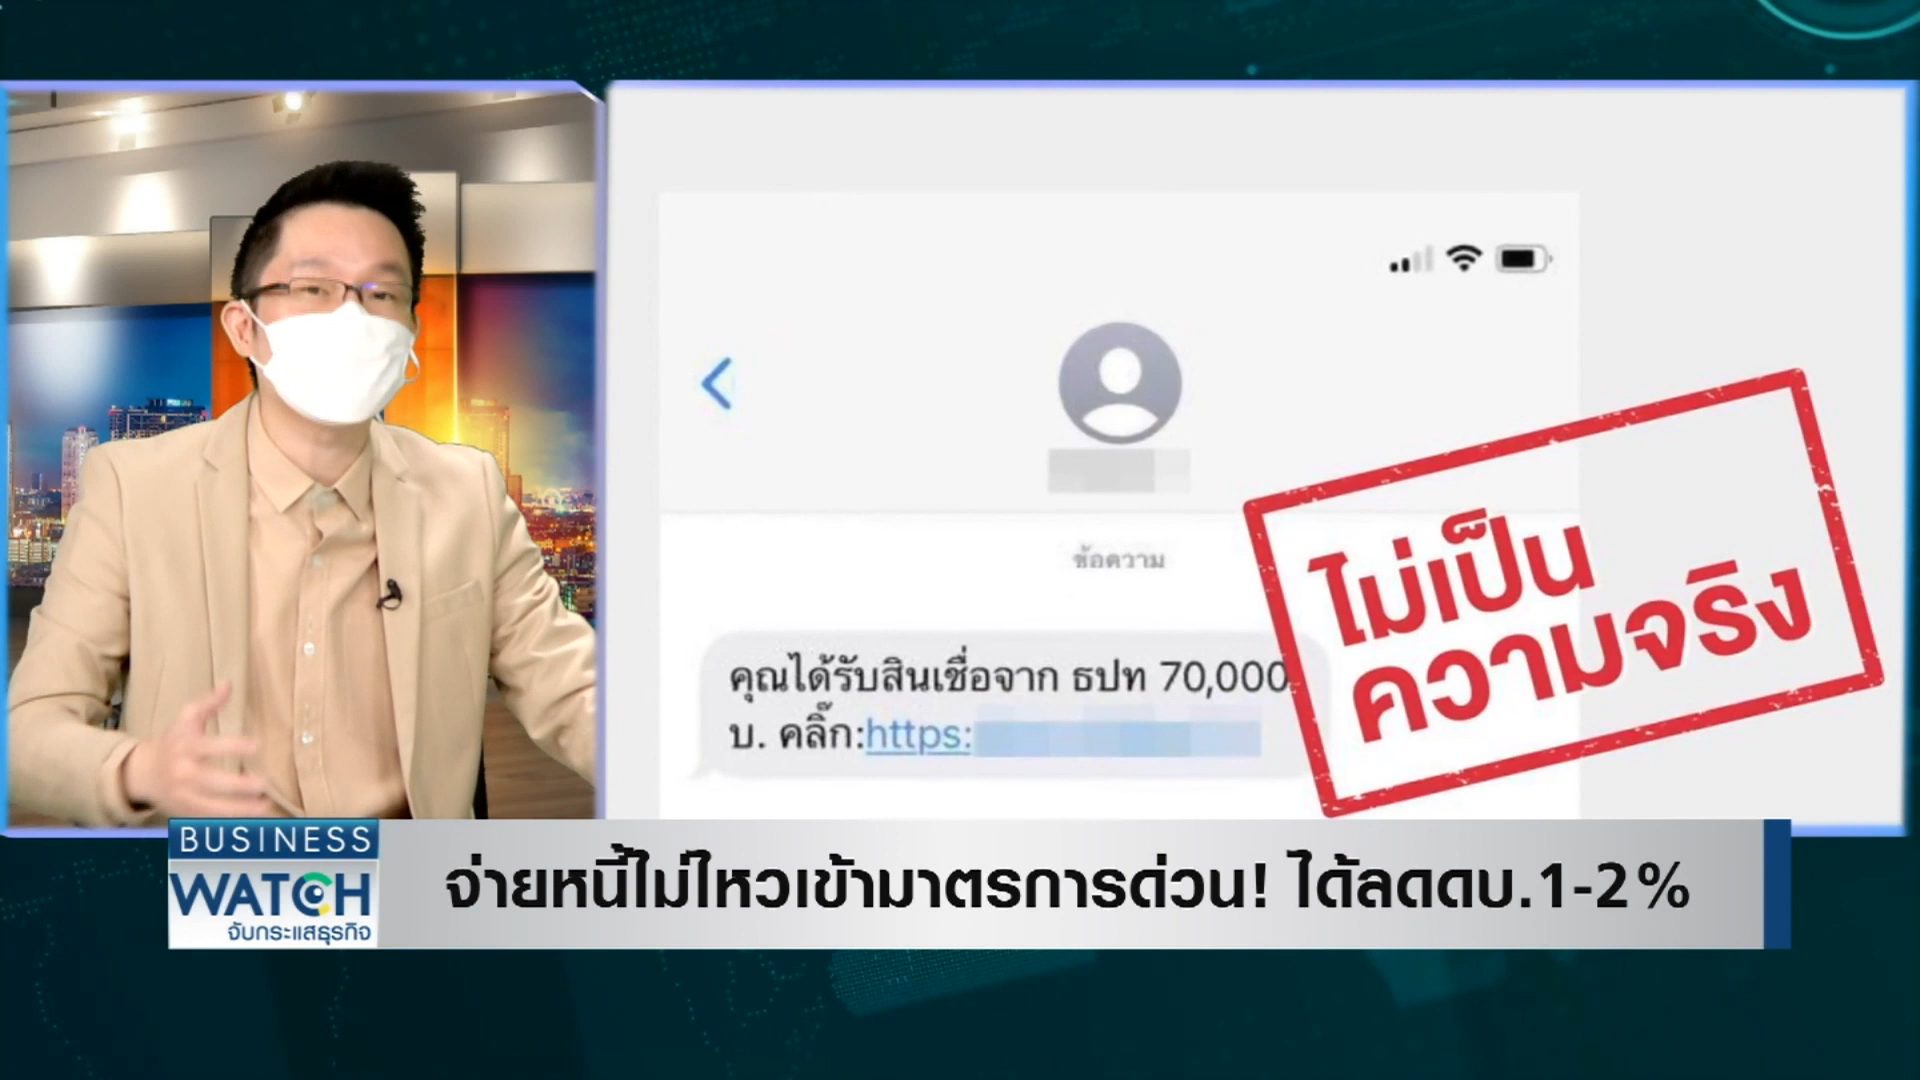 ข้อความ
คุณได้รับสินเชื่อจาก ธปท 70,000
บ. คลิ๊ก:https:
ไม่เป็น
ความจริง
BUSINESS
WATCH
จับกระแสธุรกิจ
จ่ายหนี้ไม่ไหวเข้ามาตรการด่วน! ได้ลดดบ.1-2%